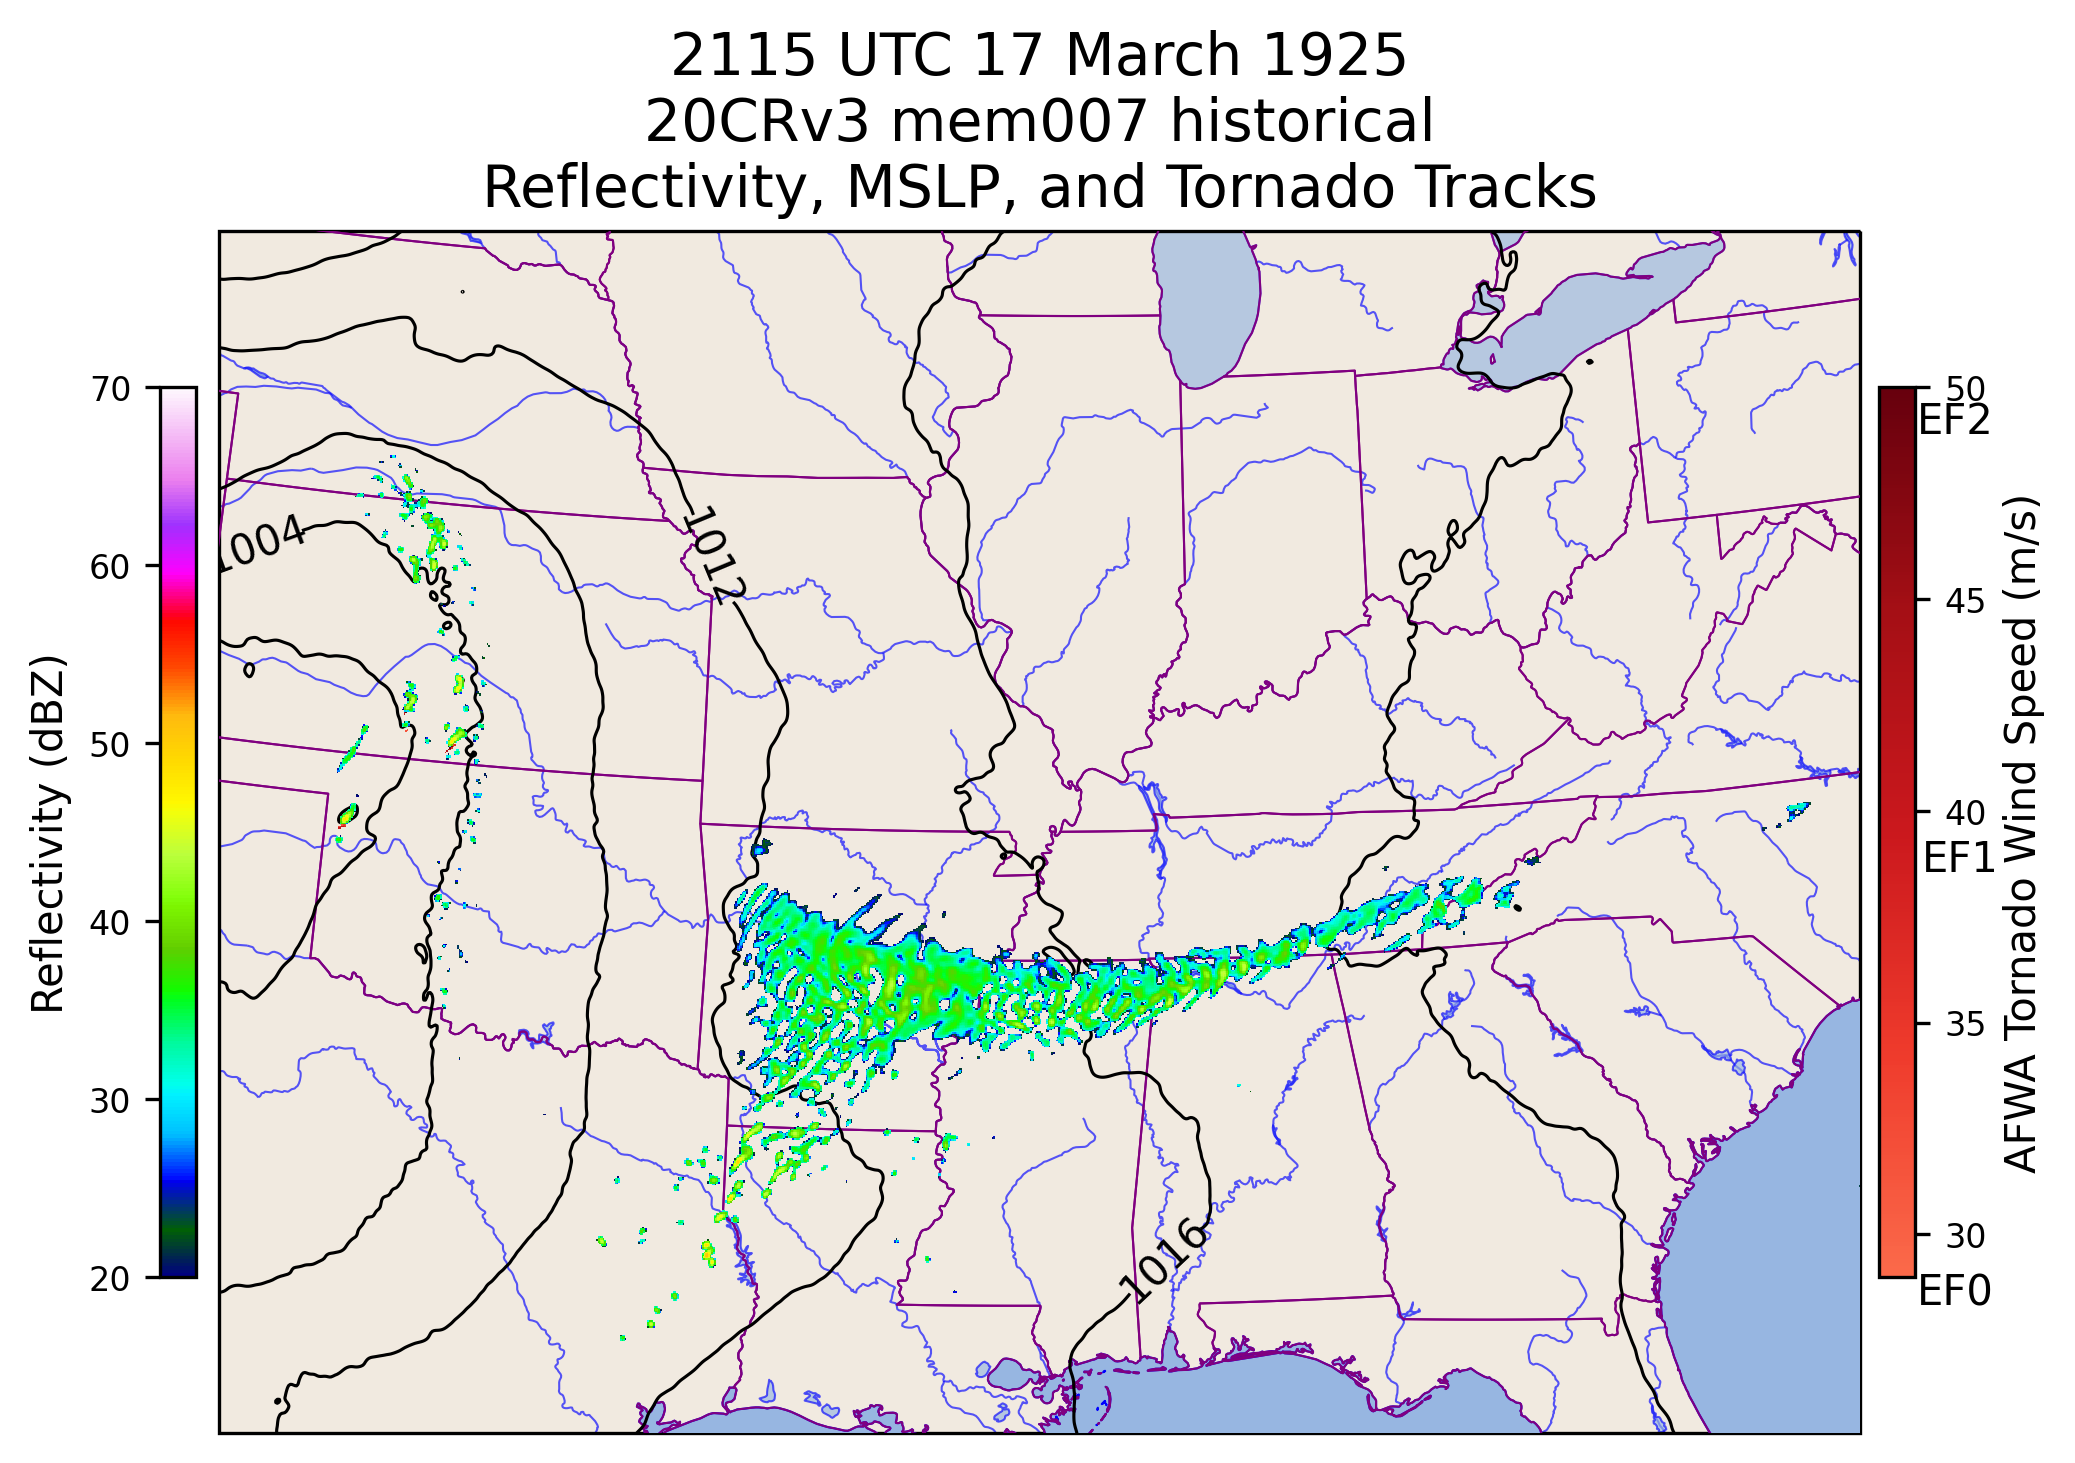 2115 UTC 17 March 1925
20CRv3 mem007 historical
Reflectivity, MSLP, and Tornado Tracks
70
60
50
40
30
20
Reflectivity (dBZ)
1004
1012
1016
50
EF2
45
40
EF1
35
30
EF0
AFWA Tornado Wind Speed (m/s)